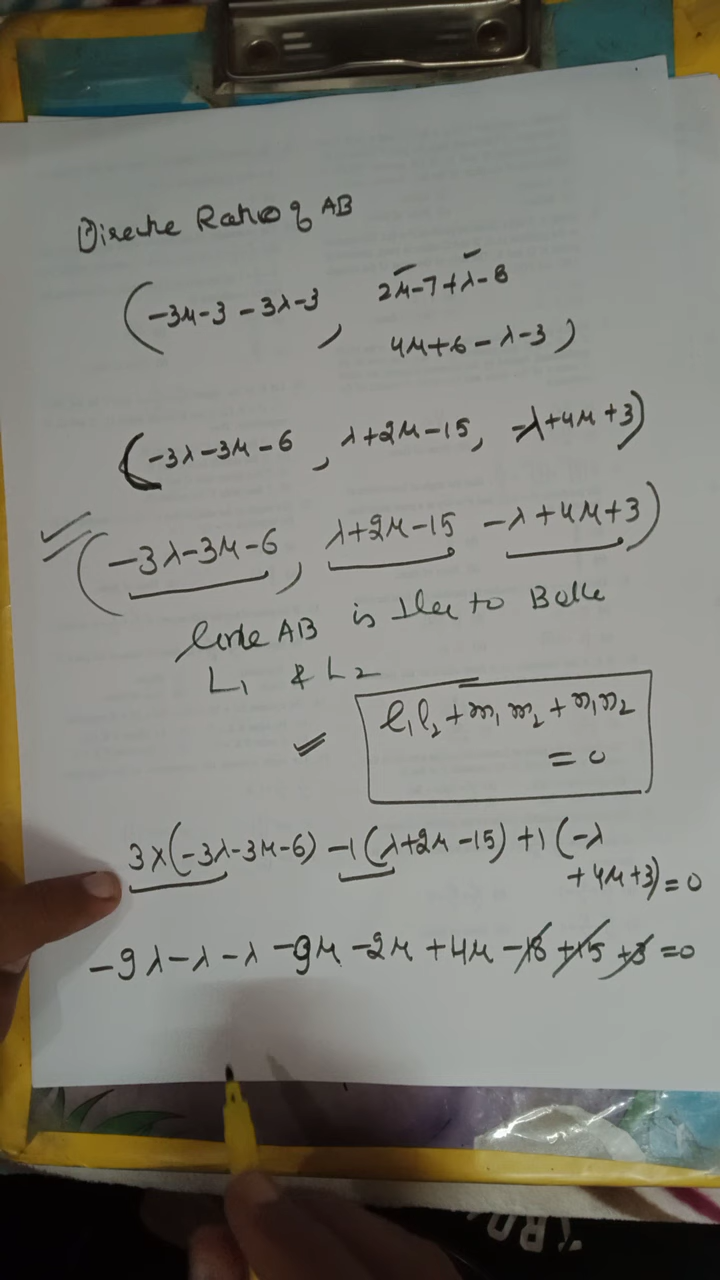 Direche Ratio of AB
(-3μ-3-3λ-3, 2μ-7+λ-8
4μ+6-λ-3)
(-3λ-3μ-6, λ+2μ-15, -λ+4μ+3)
(-3λ-3μ-6, λ+2μ-15 -λ+4μ+3)
line AB is to
L₁ & L₂
l₁l₂+m₁m₂+n₁n₂
=0
3×(-3λ-3μ-6)-1(λ+2μ-15)+1(-λ
+4μ+3)=0
-9λ-λ-λ-9μ-2μ+4μ-18+15+3=0